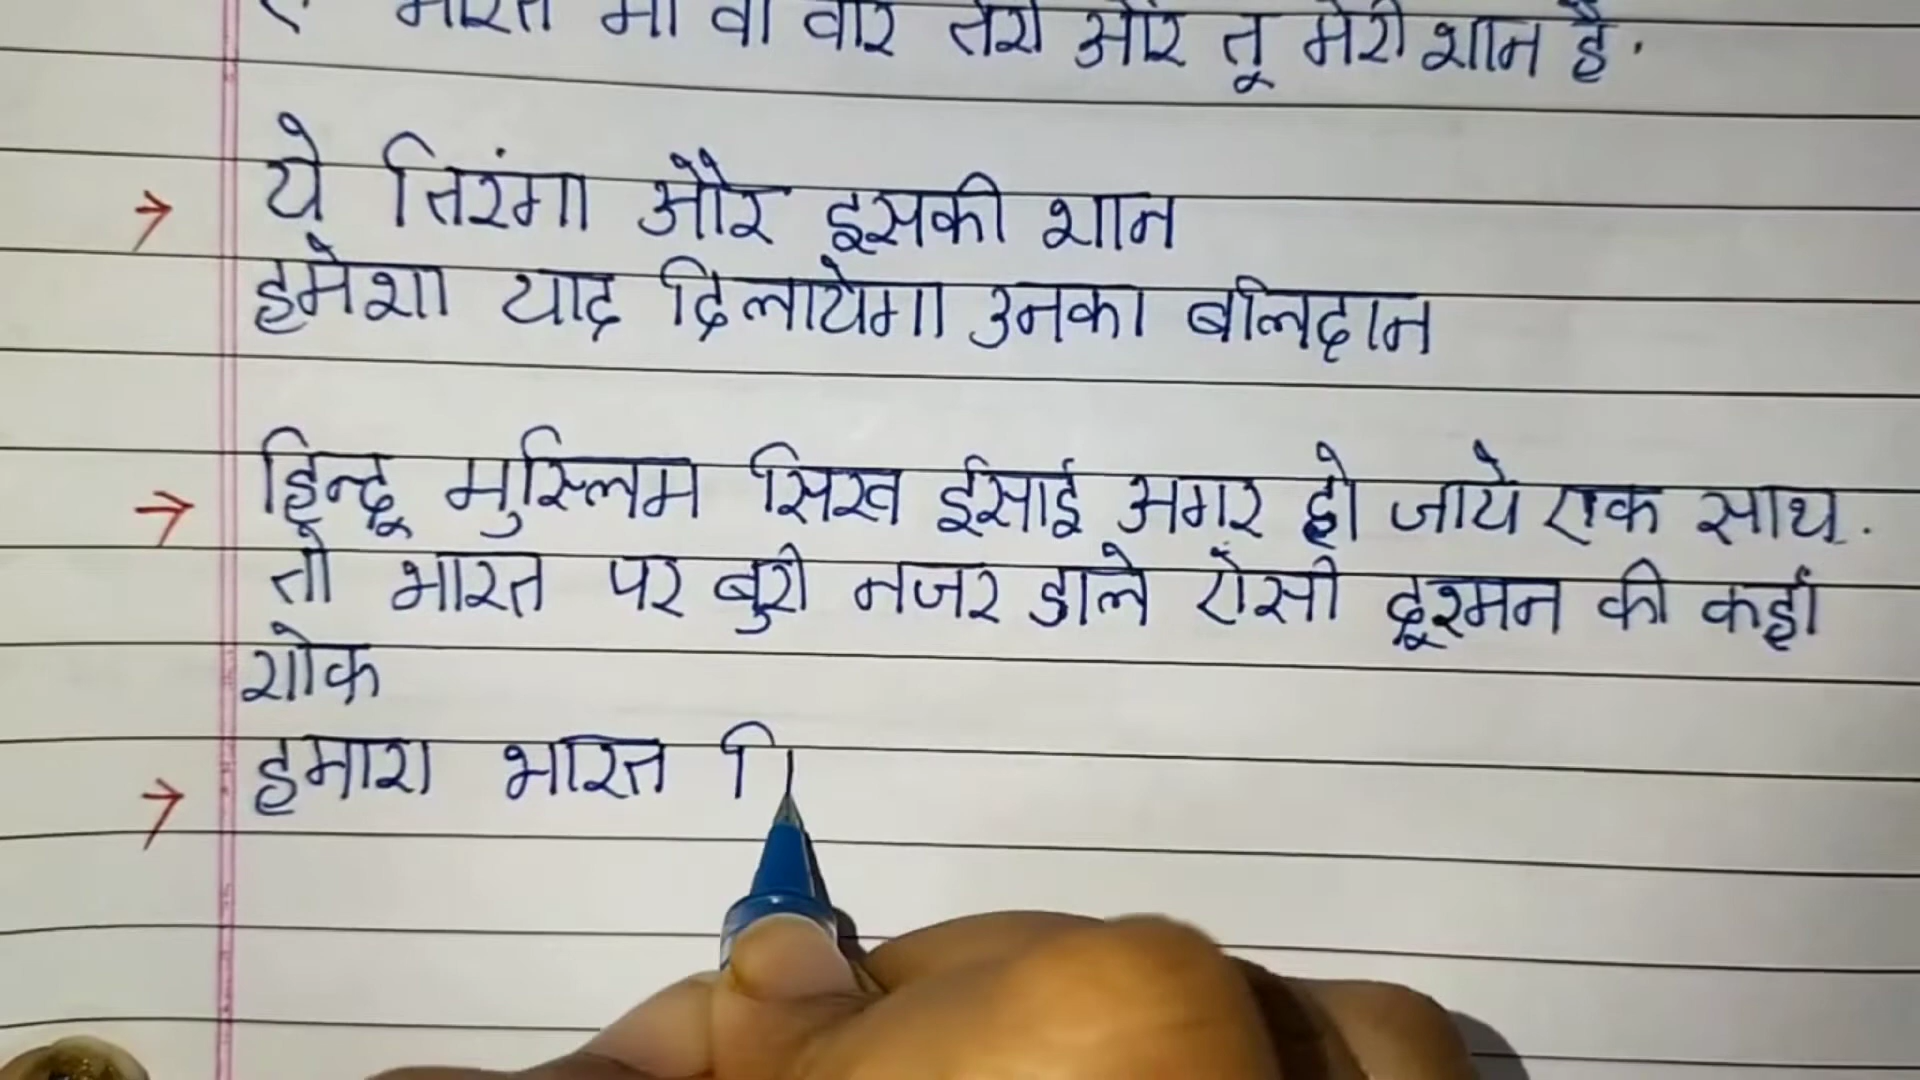 भारत माँ वी वीर तेरी और तू मेरी शान है.
ये तिरंगा और इसकी शान
हमेशा याद दिलायेगा उनका बलिदान
हिन्दू मुस्लिम सिख ईसाई अगर हो जाये एक साथ.
तो भारत पर बुरी नजर डाले ऐसी दूश्मन की कहाँ
शोक
हमारा भारत